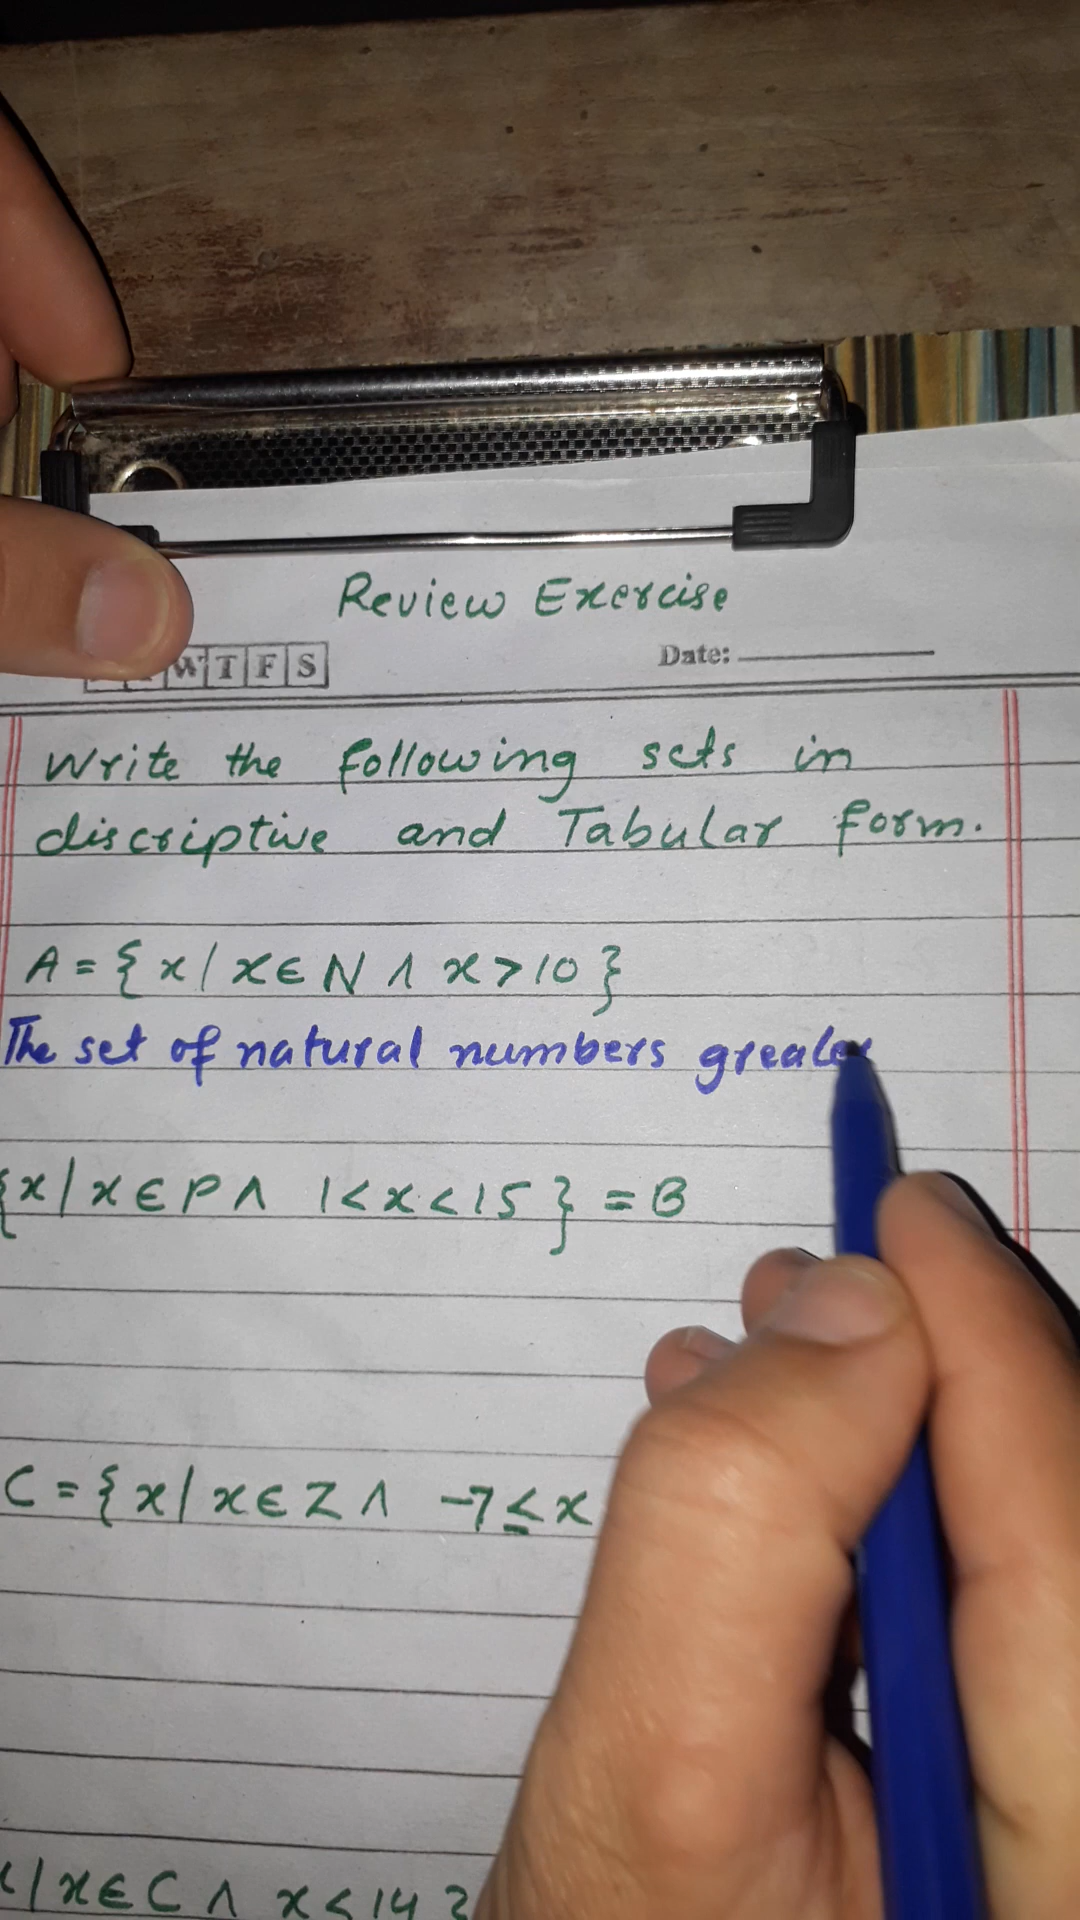 Review Exercise
W T F S
Date:
Write the following sets in
discriptive and Tabular form.
A = { x / x ∈ N ∧ x > 10 }
The set of natural numbers greater
{ x / x ∈ P ∧ 1 < x < 15 } = B
C = { x / x ∈ Z ∧ -7 ≤ x
/ x ∈ C ∧ x < 14 }